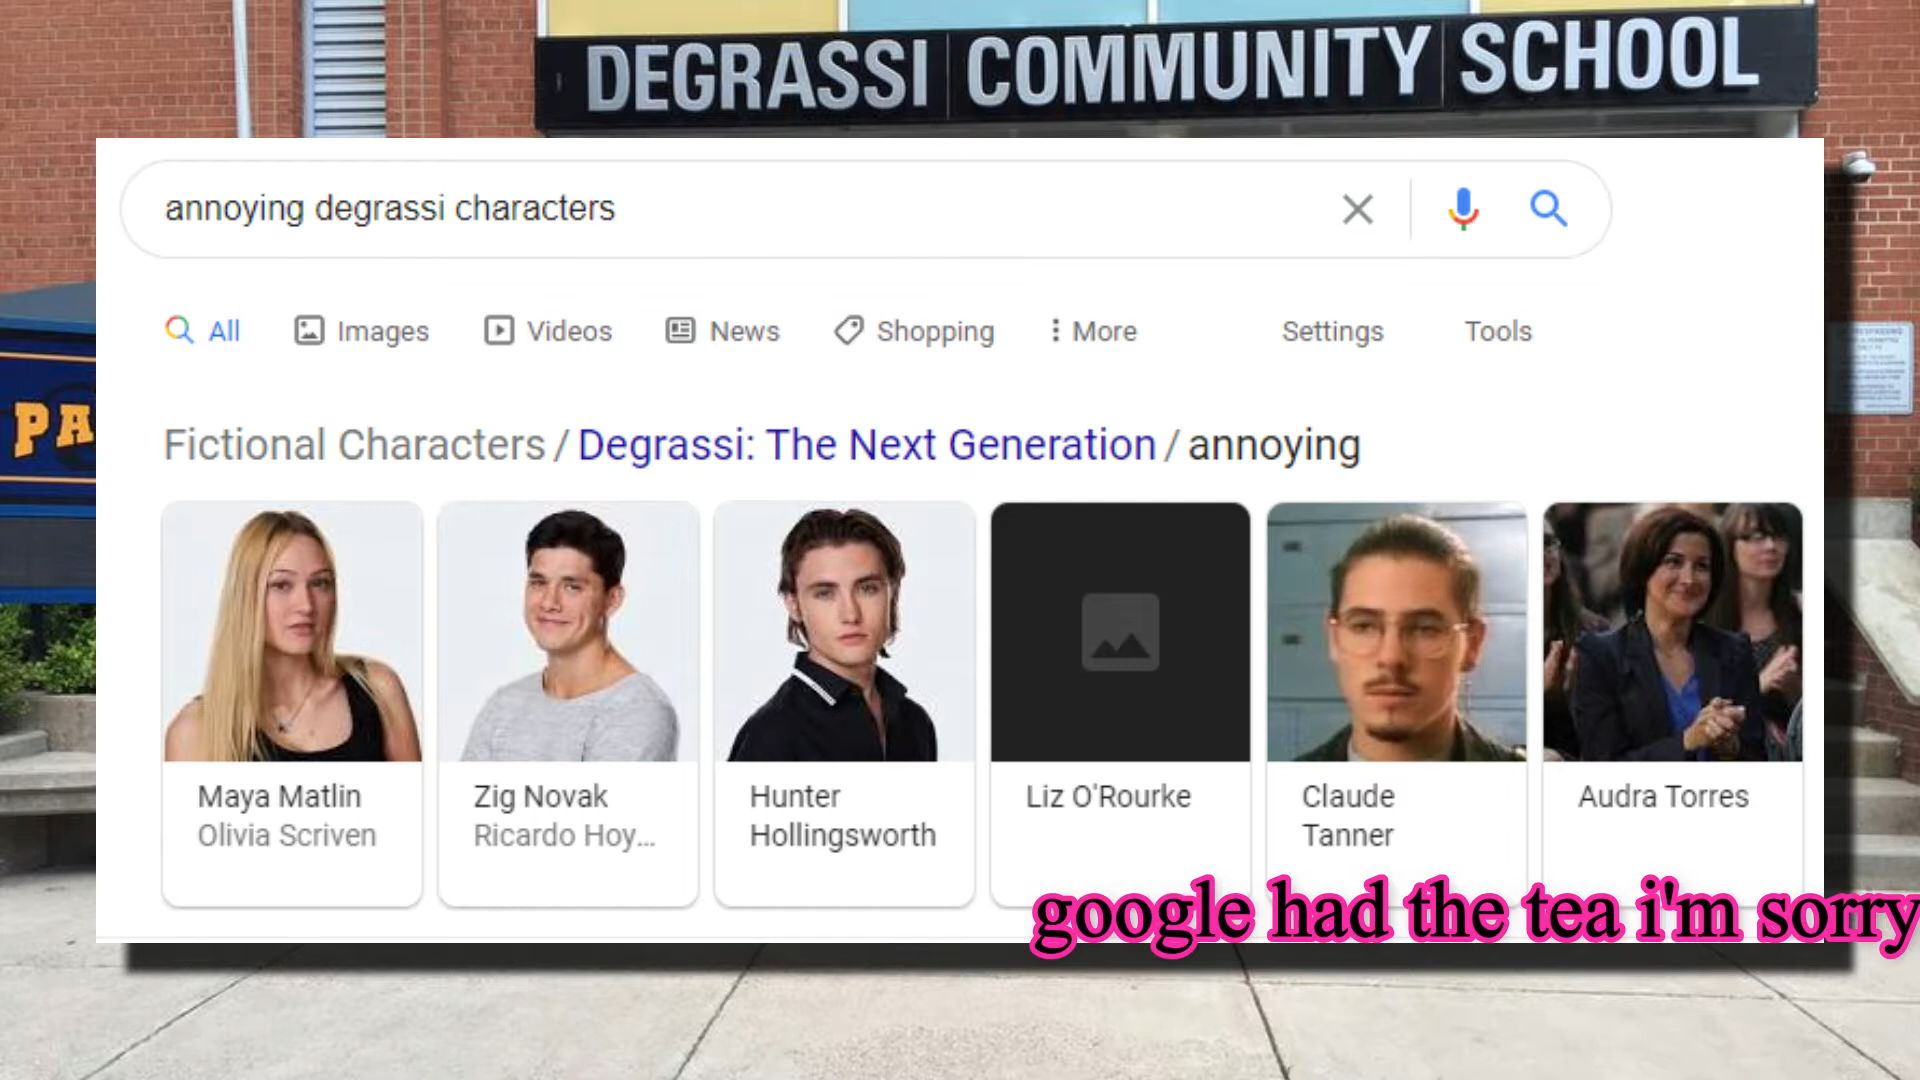 DEGRASSI COMMUNITY SCHOOL
annoying degrassi characters
All Images Videos News Shopping More Settings Tools
PA
Fictional Characters / Degrassi: The Next Generation / annoying
Maya Matlin
Olivia Scriven
Zig Novak
Ricardo Hoy...
Hunter
Hollingsworth
Liz O'Rourke
Claude
Tanner
Audra Torres
google had the tea i'm sorry